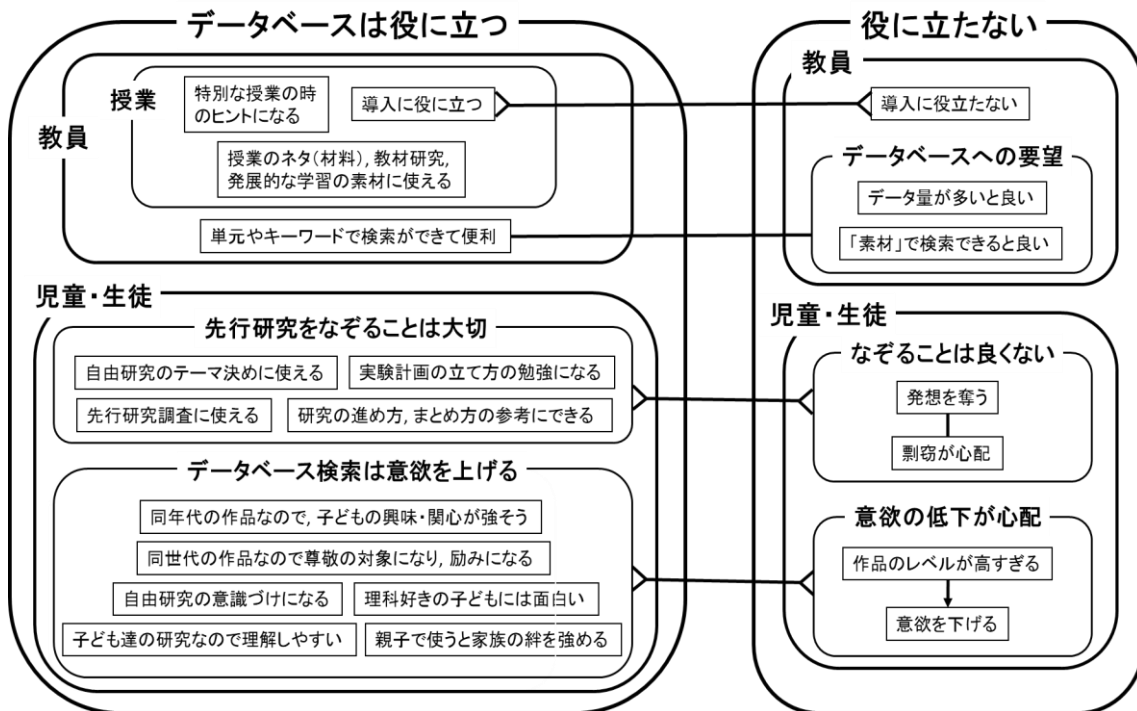 データベースは役に立つ
教員
授業
特別な授業の時
のヒントになる
導入に役に立つ
授業のネタ(材料), 教材研究,
発展的な学習の素材に使える
単元やキーワードで検索ができて便利
児童・生徒
先行研究をなぞることは大切
自由研究のテーマ決めに使える
実験計画の立て方の勉強になる
先行研究調査に使える
研究の進め方, まとめ方の参考にできる
データベース検索は意欲を上げる
同年代の作品なので, 子どもの興味・関心が強そう
同世代の作品なので尊敬の対象になり, 励みになる
自由研究の意識づけになる
理科好きの子どもには面白い
子ども達の研究なので理解しやすい
親子で使うと家族の絆を強める
役に立たない
教員
導入に役立たない
データベースへの要望
データ量が多いと良い
「素材」で検索できると良い
児童・生徒
なぞることは良くない
発想を奪う
剽窃が心配
意欲の低下が心配
作品のレベルが高すぎる
意欲を下げる